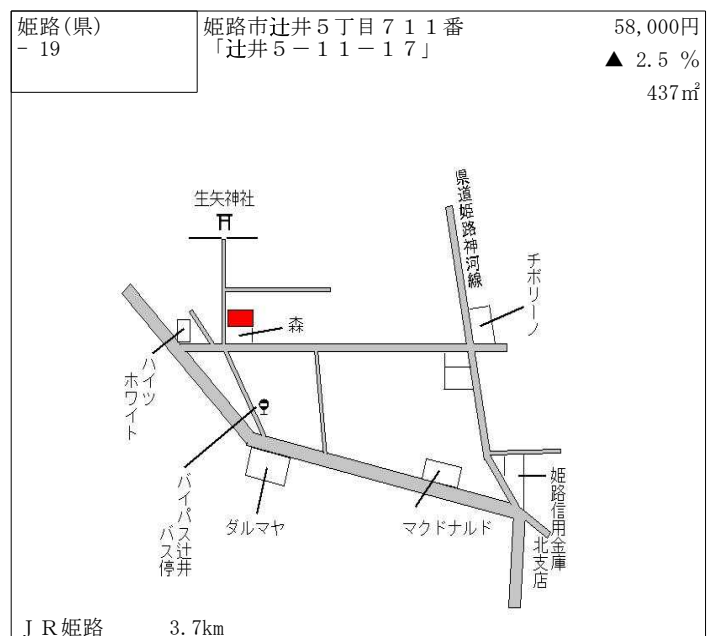 姫路(県)
- 19
姫路市辻井５丁目７１１番
「辻井５－１１－１７」
58,000円
▲ 2.5 %
437㎡
生矢神社
県道姫路神河線
チボリーノ
森
ハイツ
ホワイト
バイパス辻井
バス停
ダルマヤ
マクドナルド
姫路信用金庫
北支店
ＪＲ姫路 3.7km